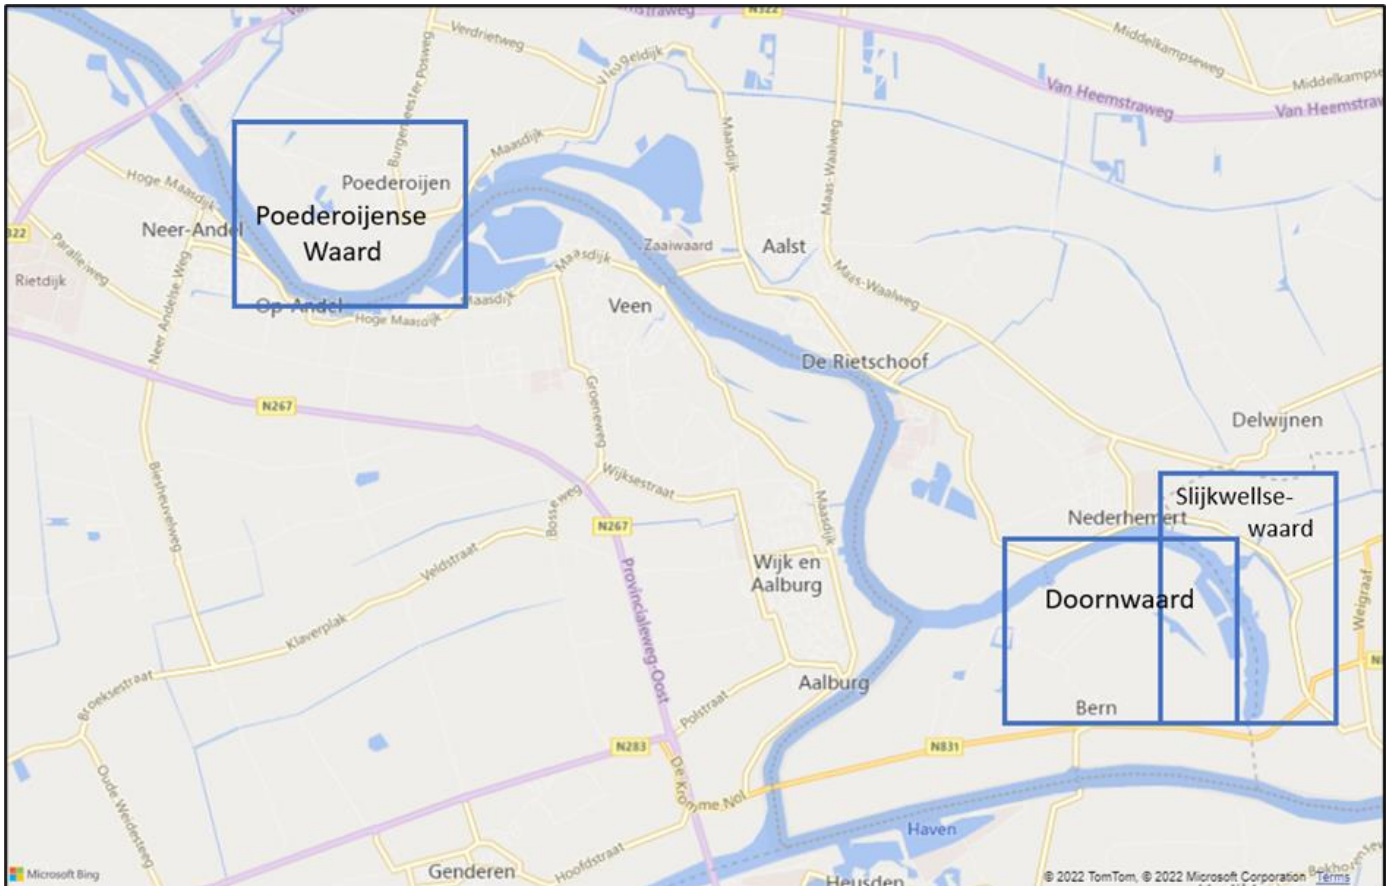 N322
Verdrietweg
Middelkampseweg
Middelkampse
Van Heemstraweg
Van Heemstraw
Burgemeester Posweg
Maasdijk
Maasdijk
Maas-Waalweg
Hoge Maasdijk
Poederoijen
Poederoijense
Waard
Neer-Andel
322
Parallelweg
Zaaiwaard
Aalst
Rietdijk
Maasdijk
Maas-Waalweg
Op-Andel
Maasdijk
Veen
Hoge Maasdijk
Neer Andelse Weg
De Rietschoof
N267
Groeneweg
Delwijnen
Wijksestraat
Biesheuvelweg
Bosseweg
Maasdijk
Slijkwellse-
waard
Nederhemert
N267
Veldstraat
Wijk en
Aalburg
Provincialeweg-Oost
Doornwaard
Weigraaf
Klaverplak
Broeksestraat
Aalburg
Polstraat
Bern
N283
N831
De Kromme Nol
Oude Weidesteeg
Haven
Genderen
Hoofdstraat
Heusden
Microsoft Bing
© 2022 TomTom, © 2022 Microsoft Corporation Terms